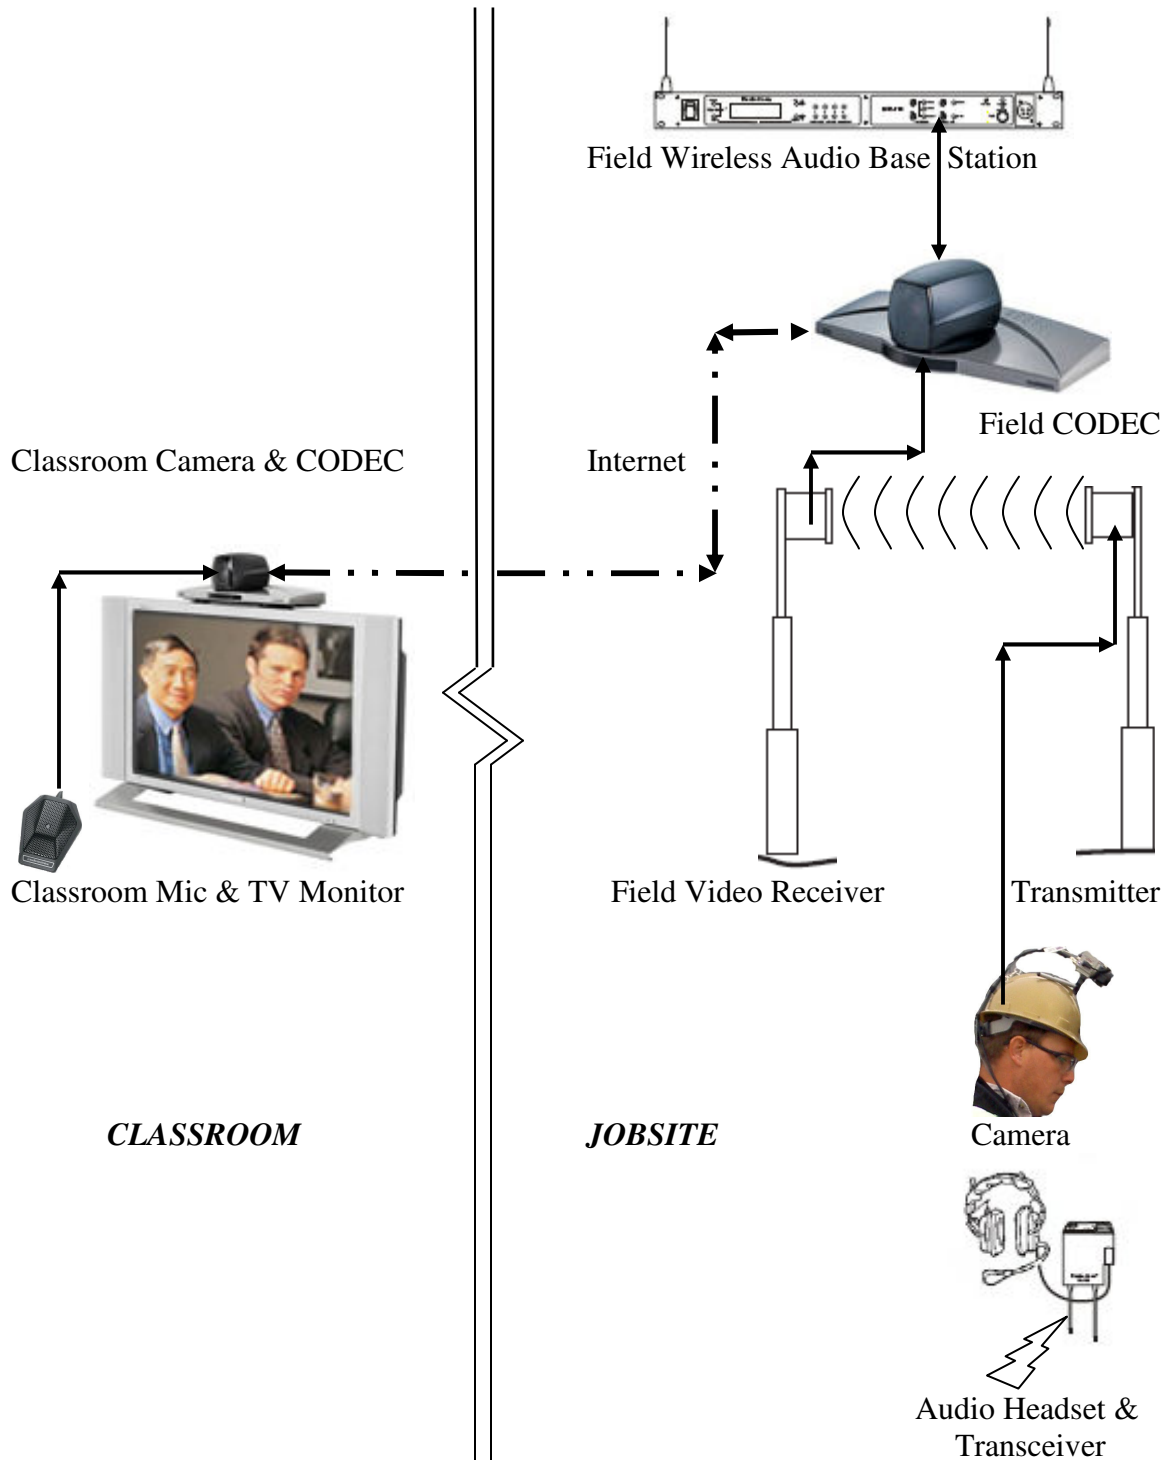 Field Wireless Audio Base Station
Field CODEC
Classroom Camera & CODEC
Internet
Classroom Mic & TV Monitor
Field Video Receiver
Transmitter
CLASSROOM
JOBSITE
Camera
Audio Headset &
Transceiver